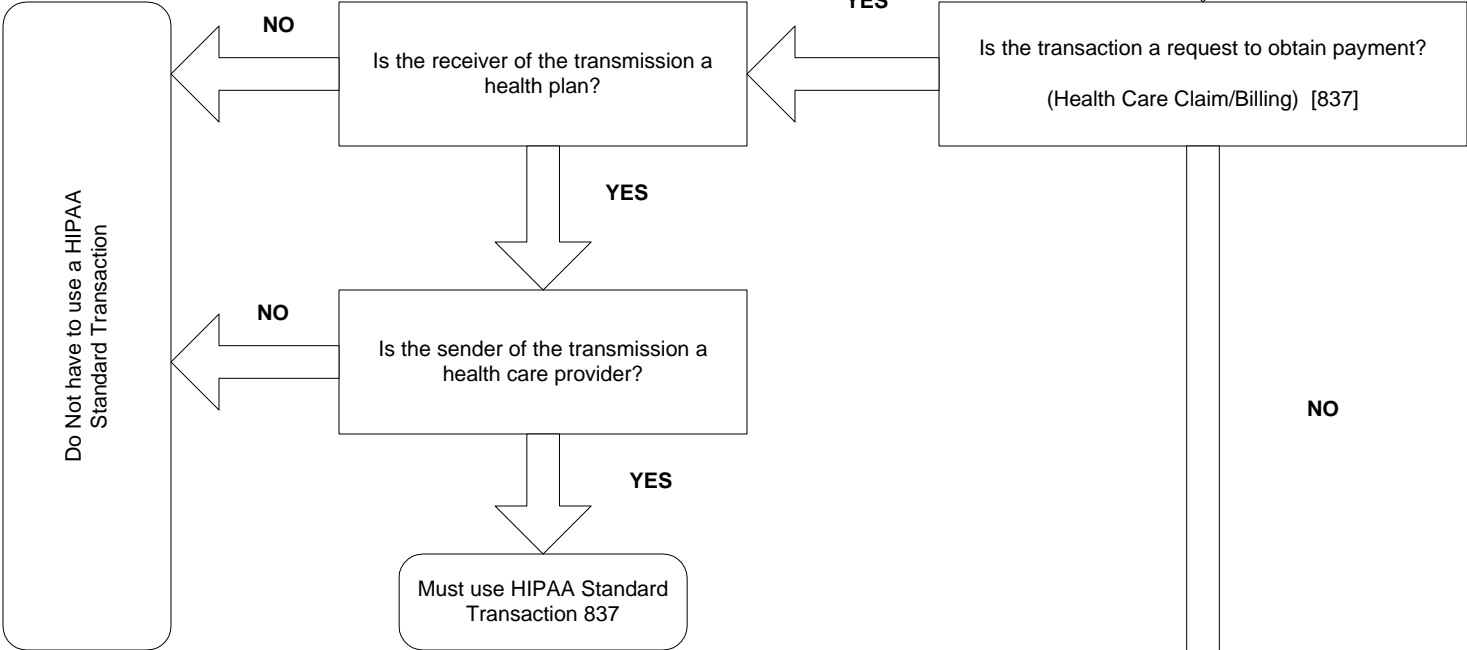 YES
Is the transaction a request to obtain payment?
(Health Care Claim/Billing) [837]
NO
Is the receiver of the transmission a
health plan?
YES
NO
Is the sender of the transmission a
health care provider?
YES
Must use HIPAA Standard
Transaction 837
Do Not have to use a HIPAA
Standard Transaction
NO